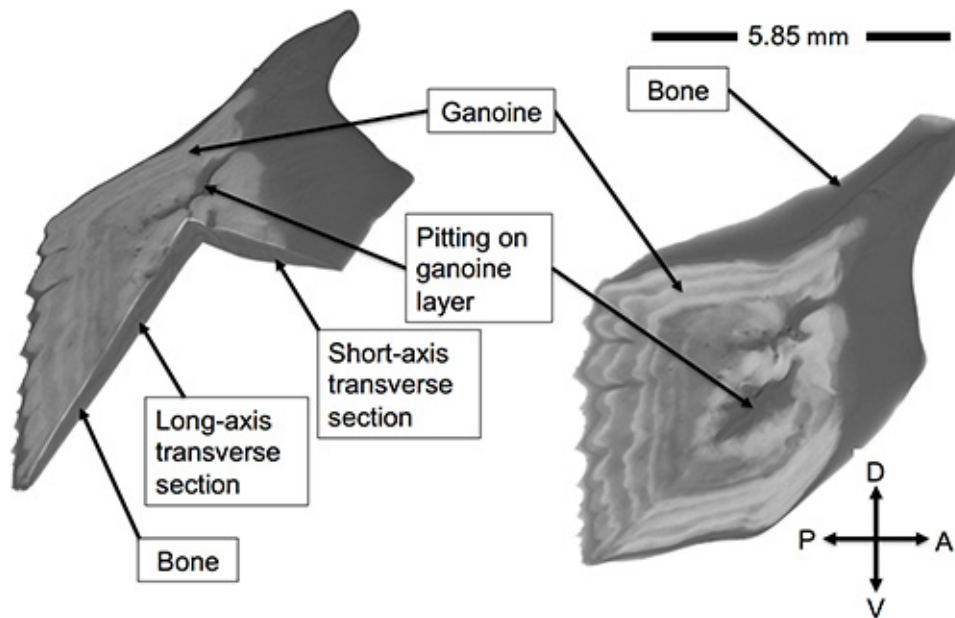 5.85 mm
Bone
Ganoine
Pitting on
ganoine
layer
Short-axis
transverse
section
Long-axis
transverse
section
Bone
D
P
A
V